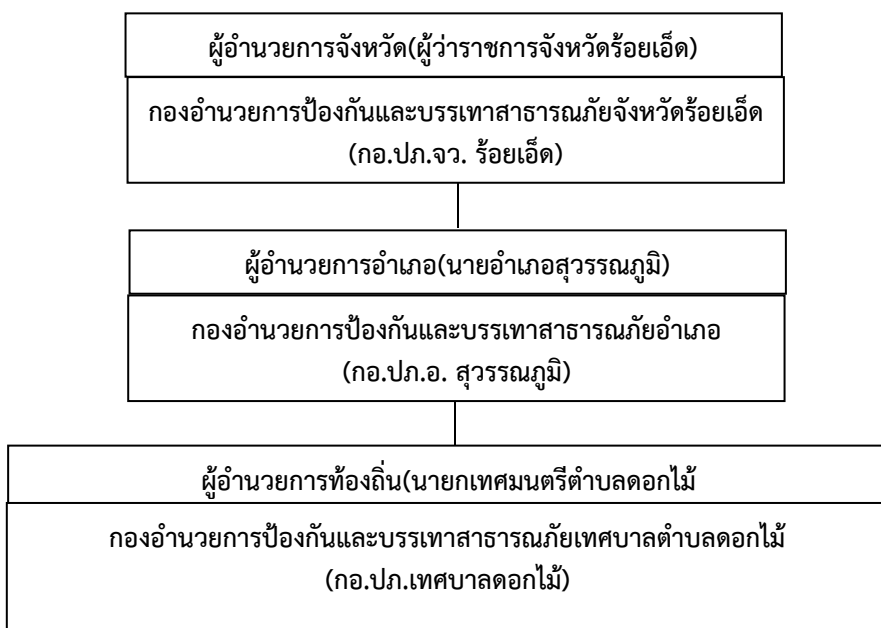 ผู้อำนวยการจังหวัด(ผู้ว่าราชการจังหวัดร้อยเอ็ด)
กองอำนวยการป้องกันและบรรเทาสาธารณภัยจังหวัดร้อยเอ็ด
(กอ.ปภ.จว. ร้อยเอ็ด)
ผู้อำนวยการอำเภอ(นายอำเภอสุวรรณภูมิ)
กองอำนวยการป้องกันและบรรเทาสาธารณภัยอำเภอ
(กอ.ปภ.อ. สุวรรณภูมิ)
ผู้อำนวยการท้องถิ่น(นายกเทศมนตรีตำบลดอกไม้
กองอำนวยการป้องกันและบรรเทาสาธารณภัยเทศบาลตำบลดอกไม้
(กอ.ปภ.เทศบาลดอกไม้)